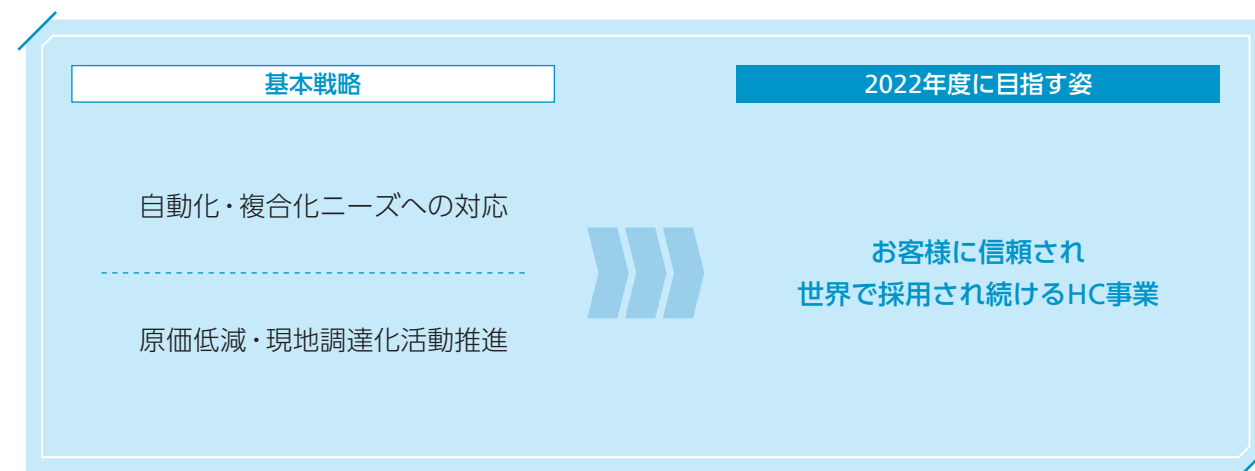 基本戦略
自動化・複合化ニーズへの対応
原価低減・現地調達化活動推進
2022年度に目指す姿
お客様に信頼され
世界で採用され続けるHC事業